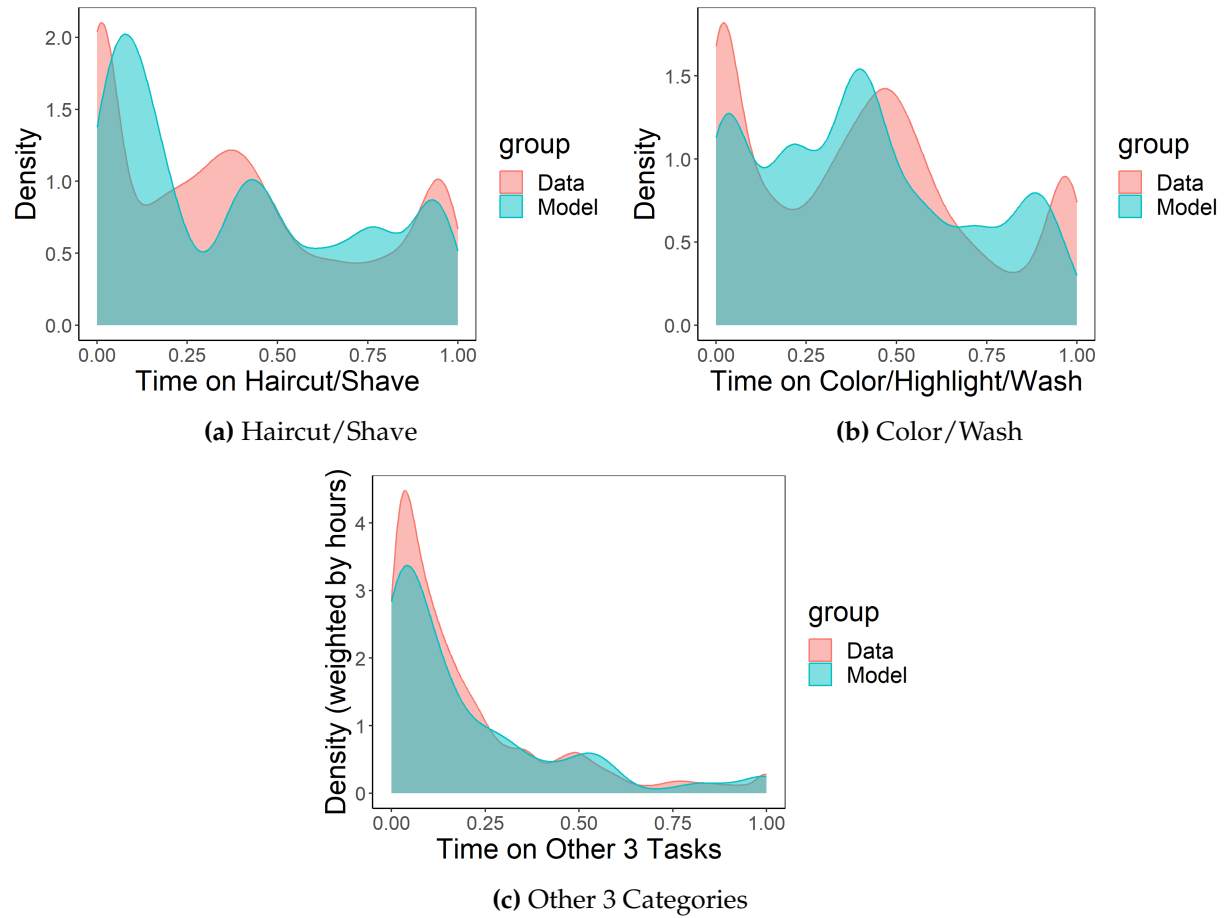 Density
2.0
1.5
1.0
0.5
0.0
0.00 0.25 0.50 0.75 1.00
Time on Haircut/Shave
group
Data
Model
(a) Haircut/Shave
Density
1.5
1.0
0.5
0.0
0.00 0.25 0.50 0.75 1.00
Time on Color/Highlight/Wash
group
Data
Model
(b) Color/Wash
Density (weighted by hours)
4
3
2
1
0
0.00 0.25 0.50 0.75 1.00
Time on Other 3 Tasks
group
Data
Model
(c) Other 3 Categories